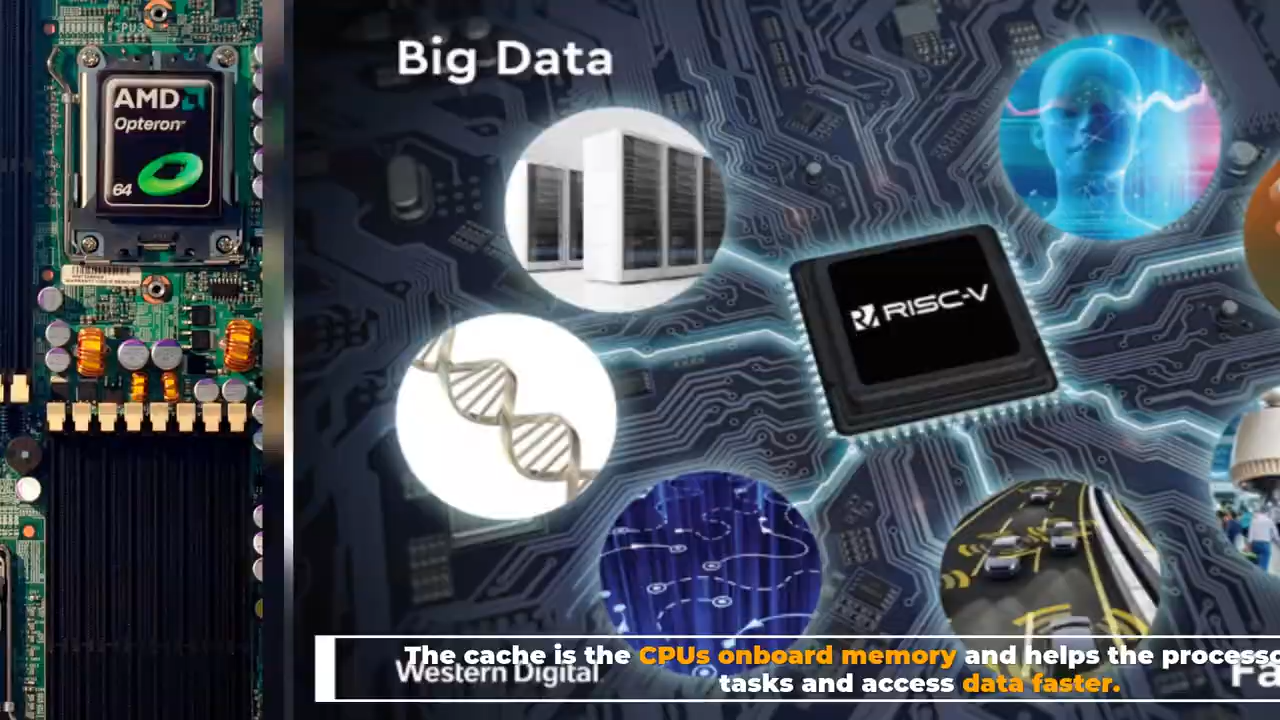 CPU3
AMD
Opteron
64
Big Data
RISC-V
The cache is the CPUs onboard memory and helps the processo
tasks and access data faster.
Western Digital
Fa